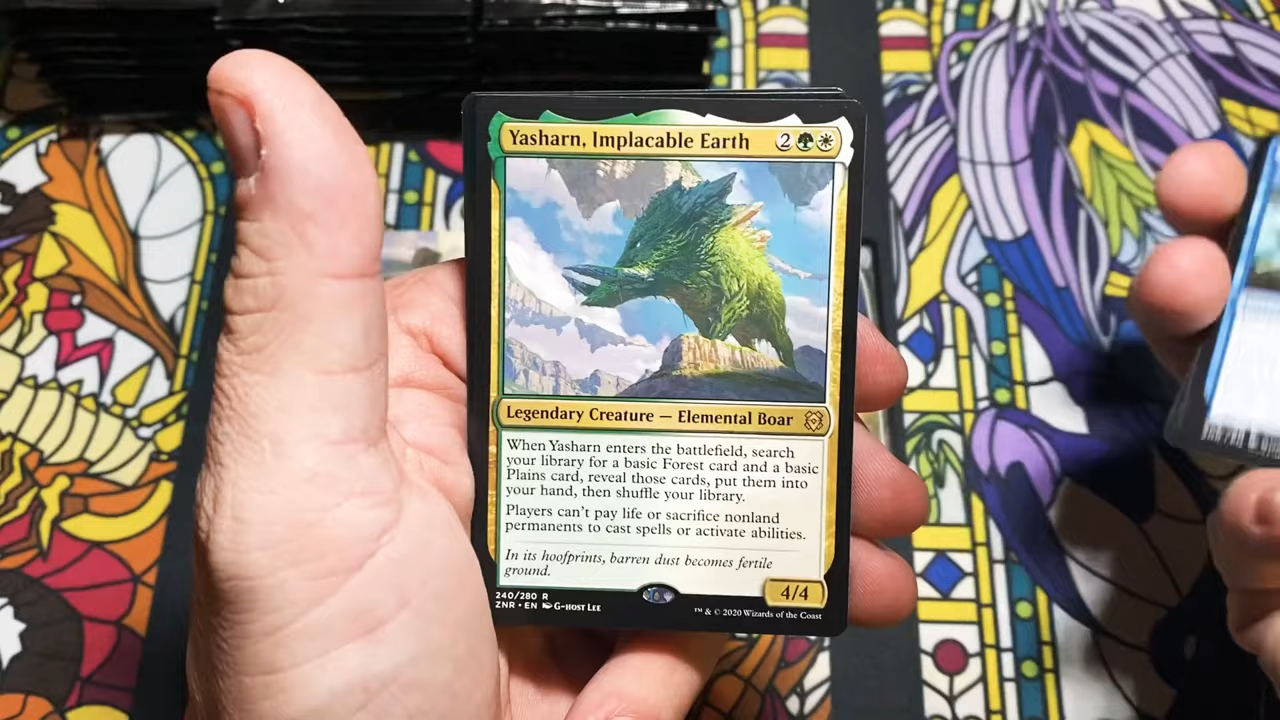 Yasharn, Implacable Earth 2
Legendary Creature — Elemental Boar
When Yasharn enters the battlefield, search
your library for a basic Forest card and a basic
Plains card, reveal those cards, put them into
your hand, then shuffle your library.
Players can't pay life or sacrifice nonland
permanents to cast spells or activate abilities.
In its hoofprints, barren dust becomes fertile
ground.
4/4
240/280 R
ZNR • EN G-host Lee
™ & © 2020 Wizards of the Coast